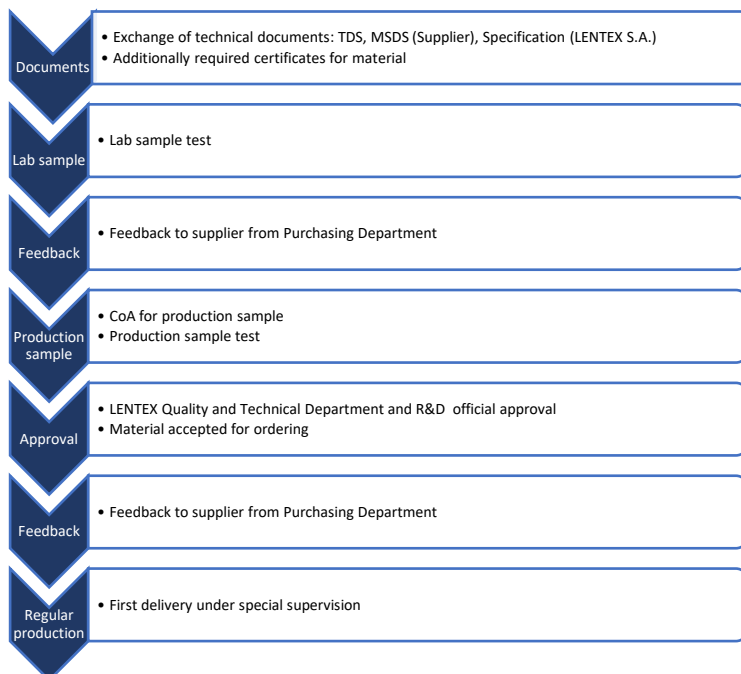 Documents
• Exchange of technical documents: TDS, MSDS (Supplier), Specification (LENTEX S.A.)
• Additionally required certificates for material
Lab sample
• Lab sample test
Feedback
• Feedback to supplier from Purchasing Department
Production
sample
• CoA for production sample
• Production sample test
Approval
• LENTEX Quality and Technical Department and R&D official approval
• Material accepted for ordering
Feedback
• Feedback to supplier from Purchasing Department
Regular
production
• First delivery under special supervision